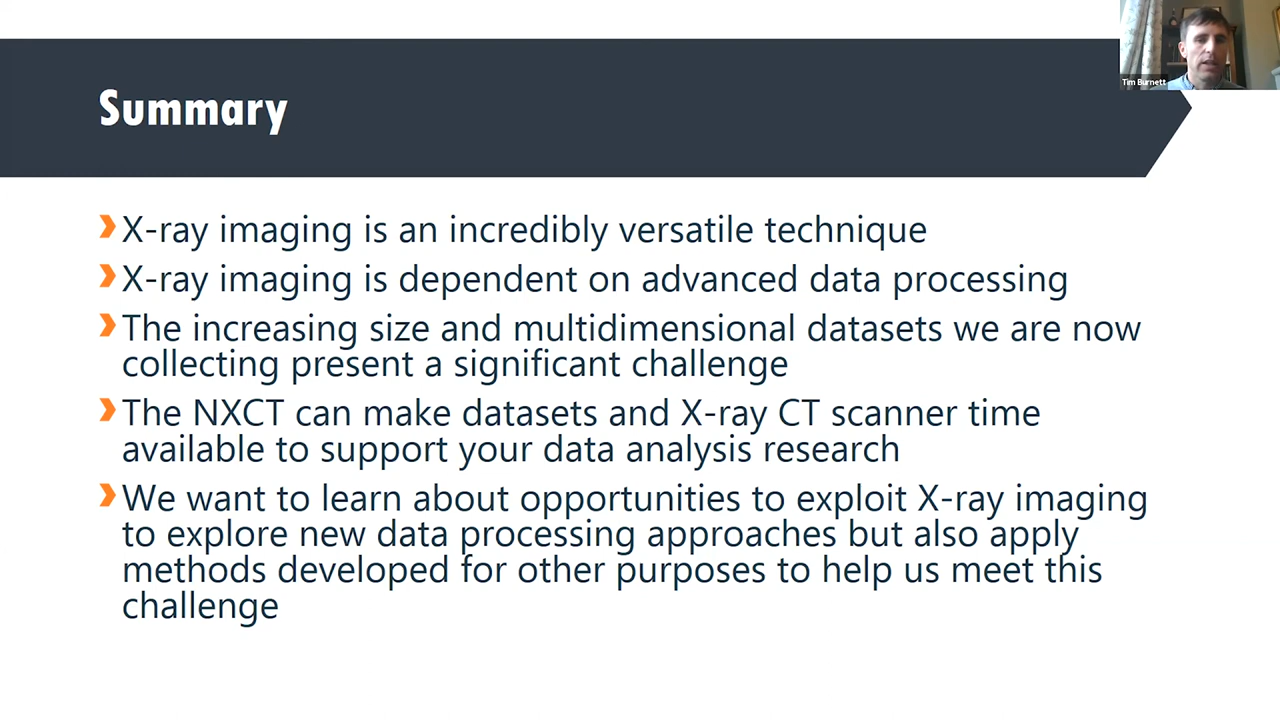 Tim Burnett
Summary
X-ray imaging is an incredibly versatile technique
X-ray imaging is dependent on advanced data processing
The increasing size and multidimensional datasets we are now
collecting present a significant challenge
The NXCT can make datasets and X-ray CT scanner time
available to support your data analysis research
We want to learn about opportunities to exploit X-ray imaging
to explore new data processing approaches but also apply
methods developed for other purposes to help us meet this
challenge